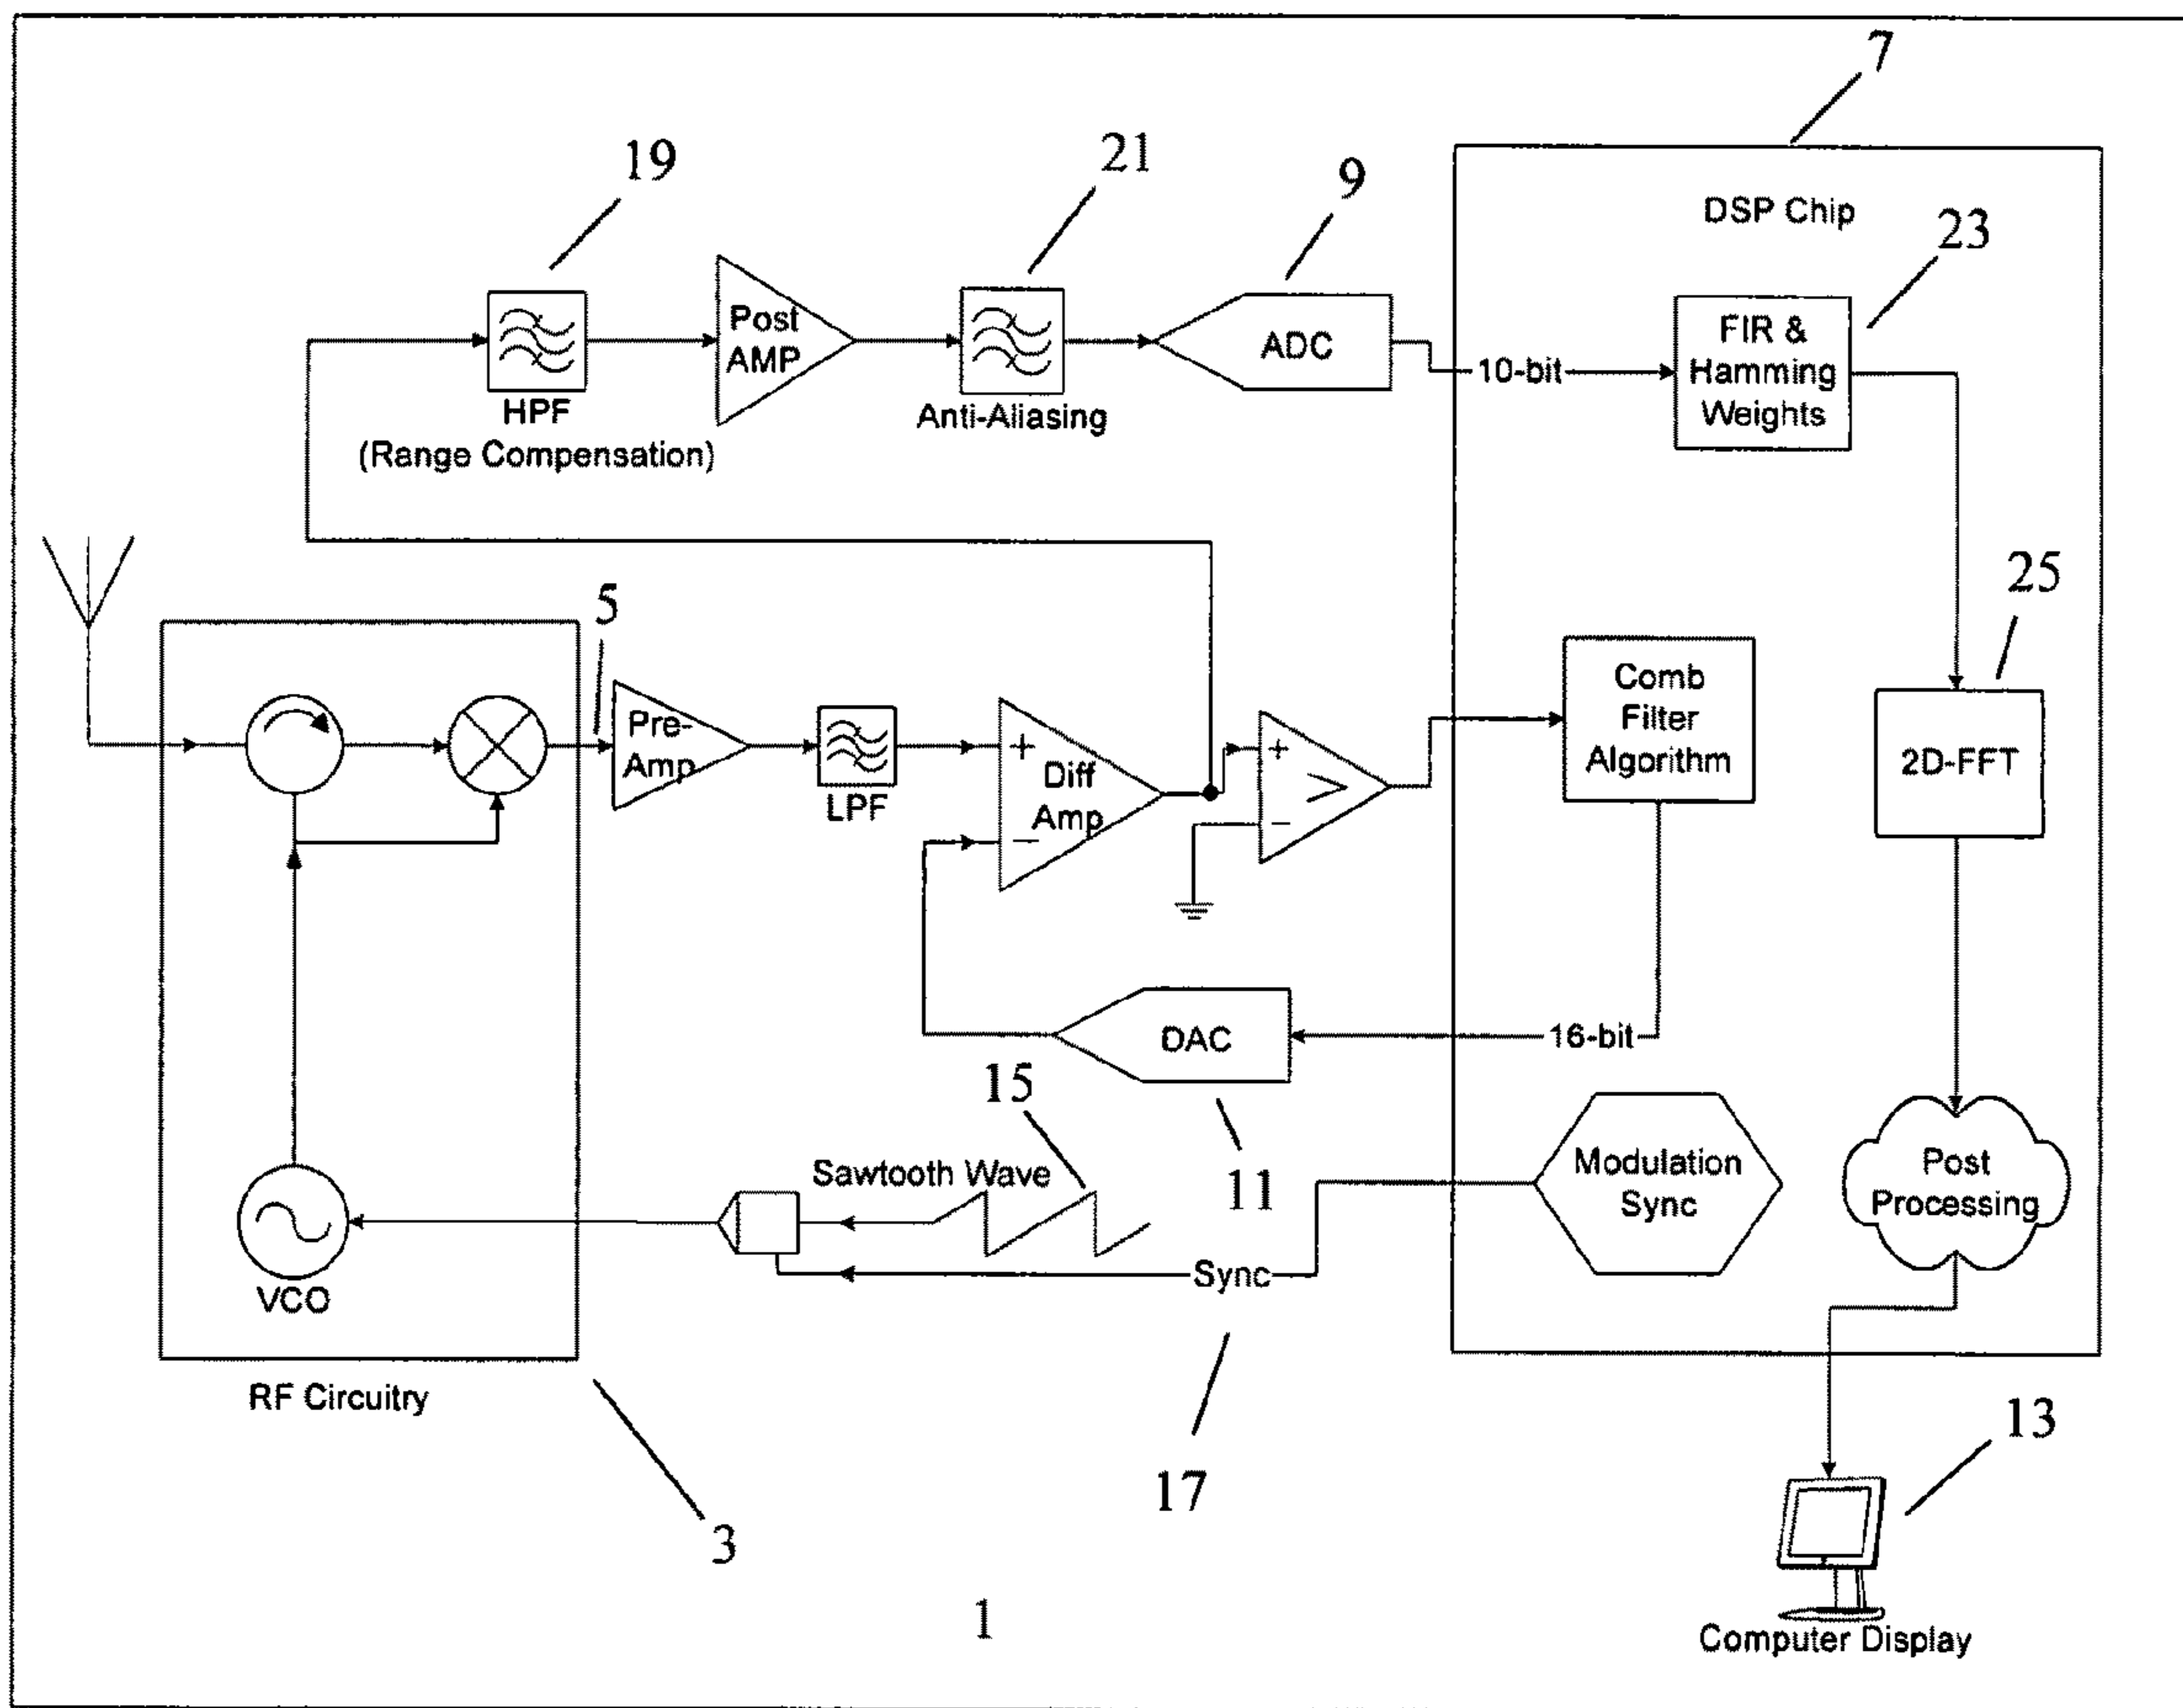 7
19
21
9
DSP Chip
23
Post
AMP
ADC
10-bit
FIR &
Hamming
Weights
HPF
(Range Compensation)
Anti-Aliasing
5
25
Pre-
Amp
LPF
+
−
Diff
Amp
+
−
>
Comb
Filter
Algorithm
2D-FFT
DAC
16-bit
15
11
Sawtooth Wave
Modulation
Sync
Post
Processing
Sync
VCO
RF Circuitry
3
17
13
1
Computer Display